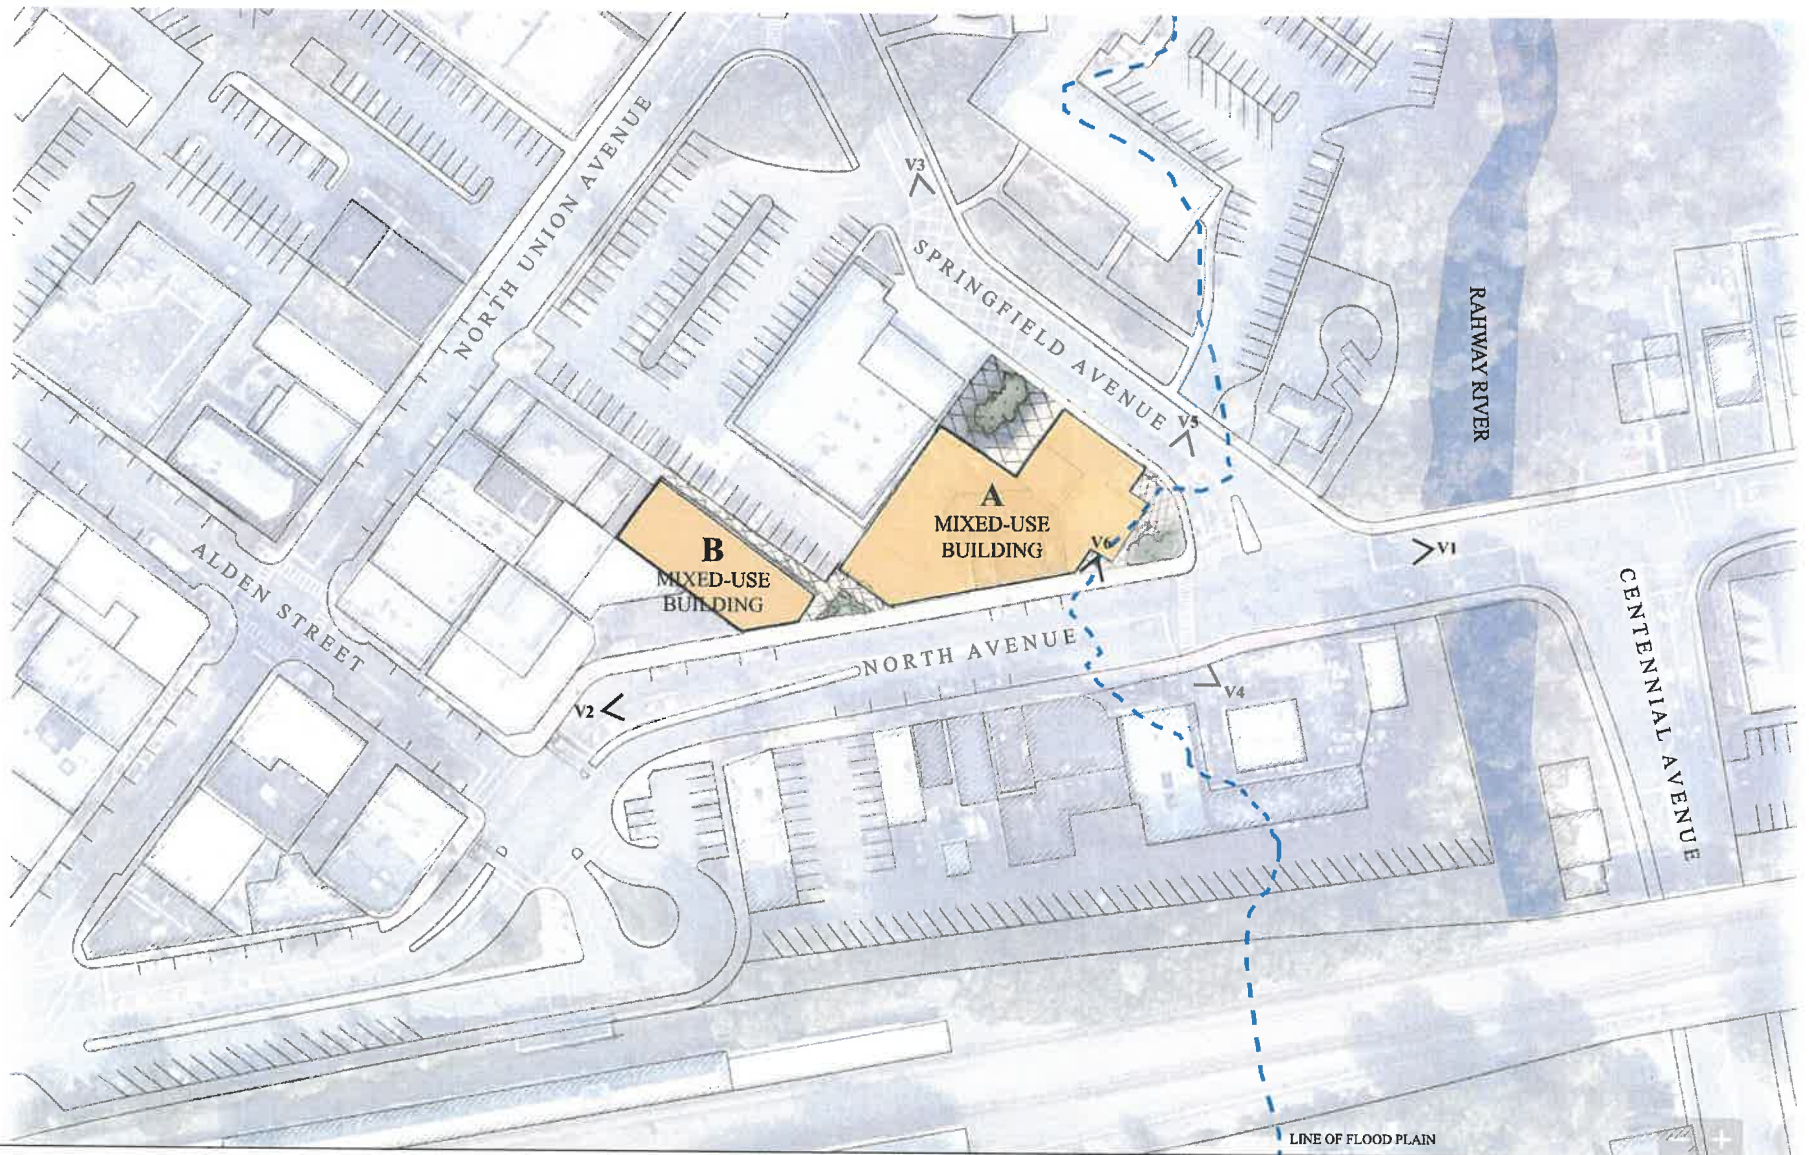 NORTH UNION AVENUE
V3
SPRINGFIELD AVENUE
RAHWAY RIVER
V5
A
MIXED-USE
BUILDING
V6
V1
B
MIXED-USE
BUILDING
ALDEN STREET
NORTH AVENUE
CENTENNIAL AVENUE
V4
V2
LINE OF FLOOD PLAIN